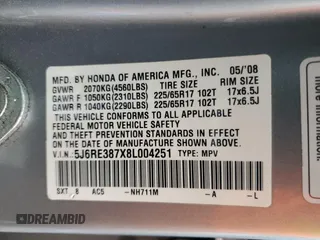 MFD. BY HONDA OF AMERICA MFG., INC. 05/'08
GVWR 2070KG(4560LBS) TIRE SIZE RIM SIZE
GAWR F 1050KG(2310LBS) 225/65R17 102T 17x6.5J
GAWR R 1040KG(2290LBS) 225/65R17 102T 17x6.5J
THIS VEHICLE CONFORMS TO ALL APPLICABLE
FEDERAL MOTOR VEHICLE SAFETY, BUMPER,
AND THEFT PREVENTION STANDARDS IN EFFECT
ON THE DATE OF MANUFACTURE SHOWN ABOVE.
V.I.N: 5J6RE387X8L004251 TYPE: MPV
SXT 6 AC5 -NH711M -A -L
DREAMBID